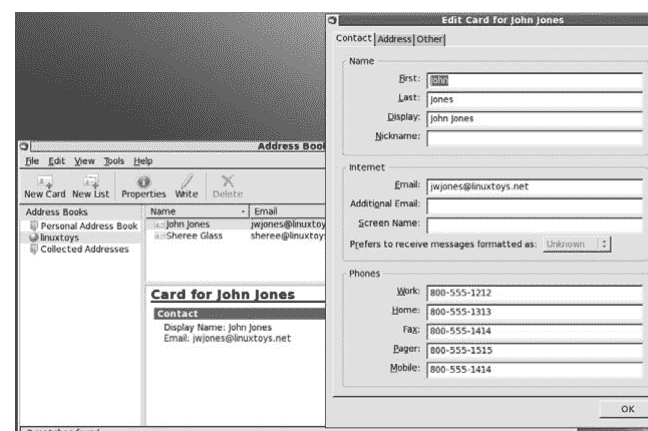 Edit Card for John Jones
Contact Address Other
Name
First: John
Last: Jones
Display: John Jones
Nickname:
Internet
Email: jwjones@linuxtoys.net
Additional Email:
Screen Name:
Prefers to receive messages formatted as: Unknown
Phones
Work: 800-555-1212
Home: 800-555-1313
Fax: 800-555-1414
Pager: 800-555-1515
Mobile: 800-555-1414
OK
Address Book
File Edit View Tools Help
New Card New List Properties Write Delete
Address Books
Personal Address Book
linuxtoys
Collected Addresses
Name Email
John Jones jwjones@linuxtoy
Sheree Glass sheree@linuxtoy
Card for John Jones
Contact
Display Name: John Jones
Email: jwjones@linuxtoys.net